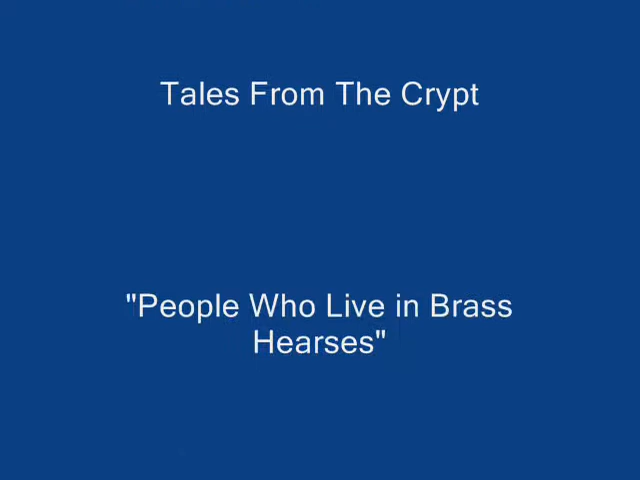 Tales From The Crypt
"People Who Live in Brass
Hearses"